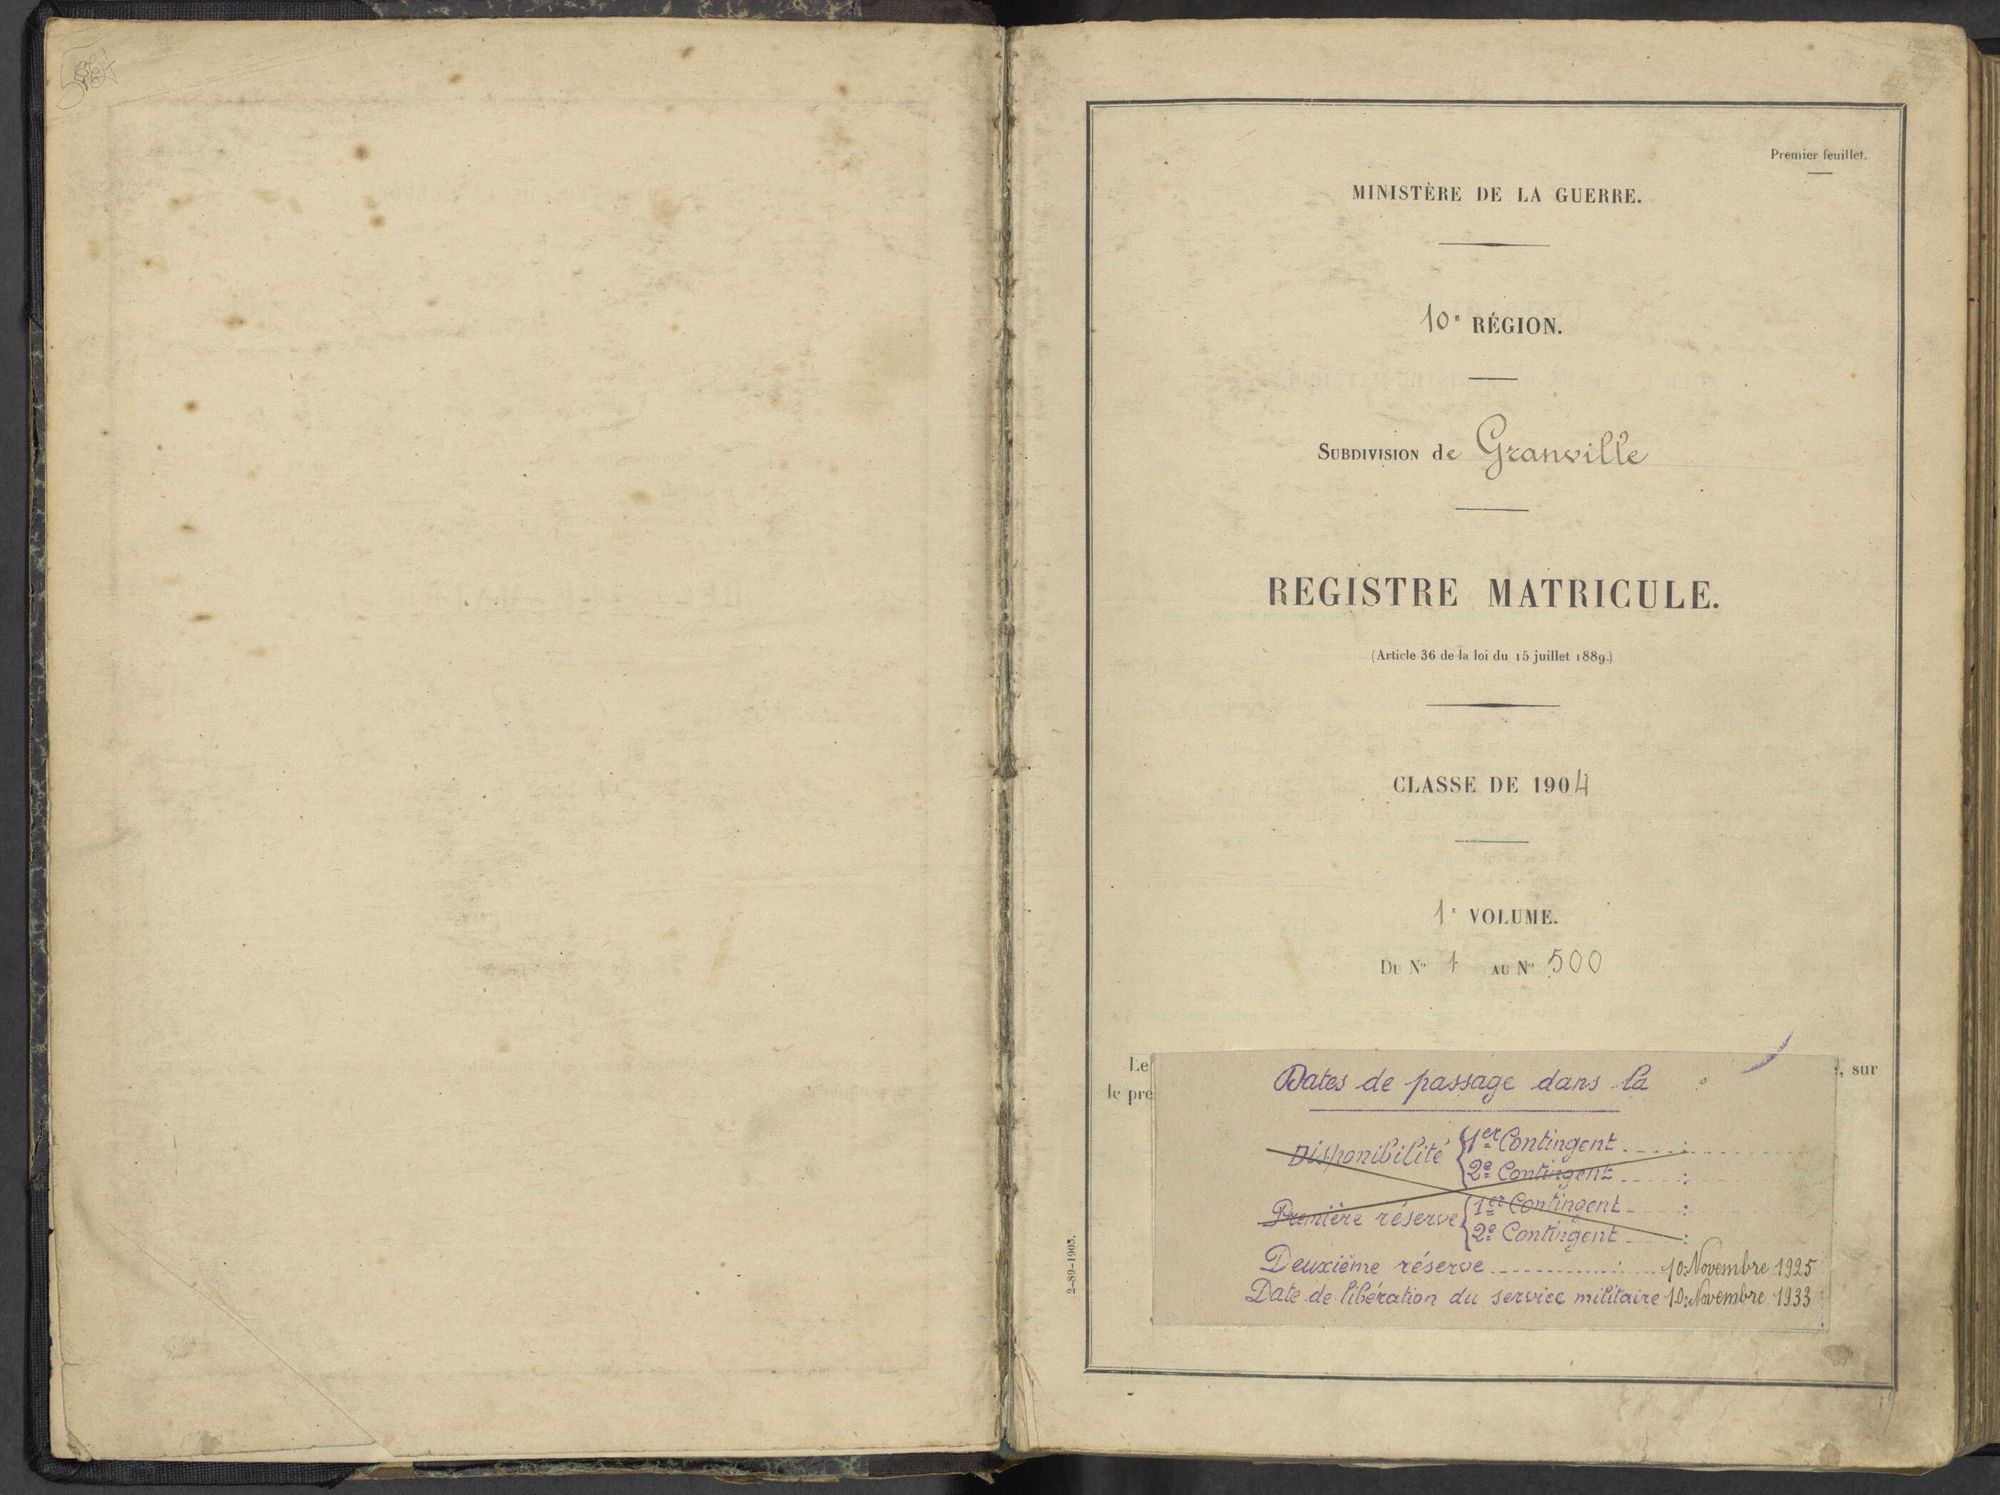 Premier feuillet.
MINISTÈRE DE LA GUERRE.
10e RÉGION.
SUBDIVISION de Granville
REGISTRE MATRICULE.
(Article 36 de la loi du 15 juillet 1889.)
CLASSE DE 1904
1er VOLUME.
DU No 1 AU No 500
Le , sur
le pre
Dates de passage dans la
Disponibilité { 1er Contingent
2e Contingent
Première réserve { 1er Contingent
2e Contingent
Deuxième réserve 10 Novembre 1925
Date de libération du service militaire 10 Novembre 1933
2-89-1903.